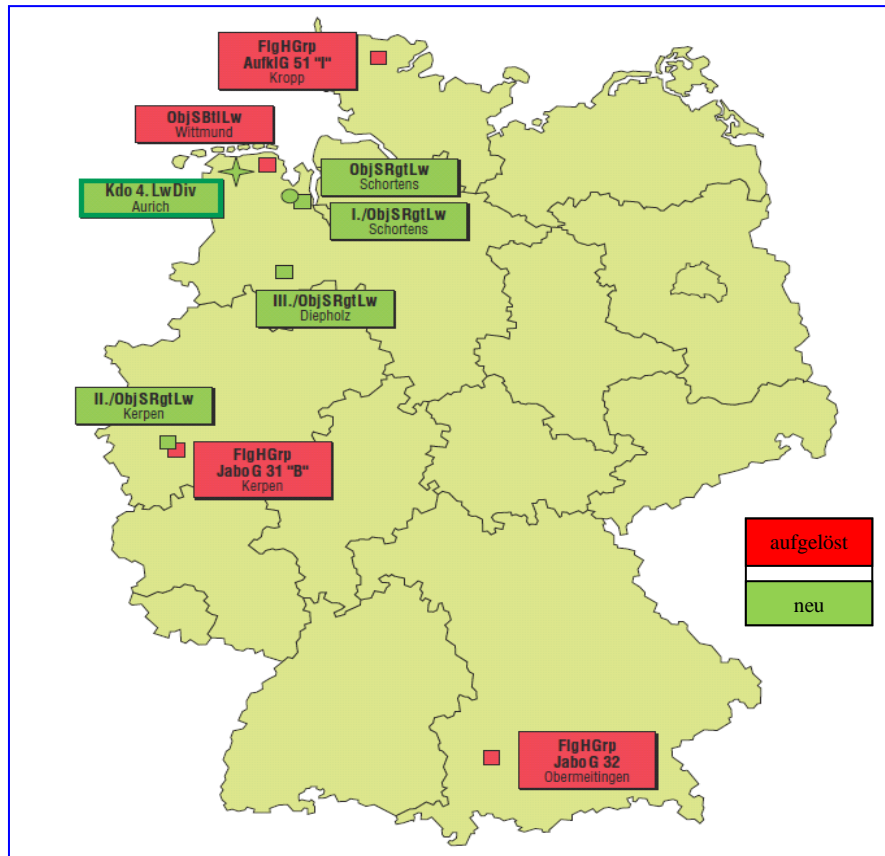 FlgHGrp
AufklG 51 "I"
Kropp
ObjSBtlLw
Wittmund
Kdo 4. LwDiv
Aurich
ObjSRgtLw
Schortens
I./ObjSRgtLw
Schortens
III./ObjSRgtLw
Diepholz
II./ObjSRgtLw
Kerpen
FlgHGrp
JaboG 31 "B"
Kerpen
aufgelöst
neu
FlgHGrp
JaboG 32
Obermeitingen